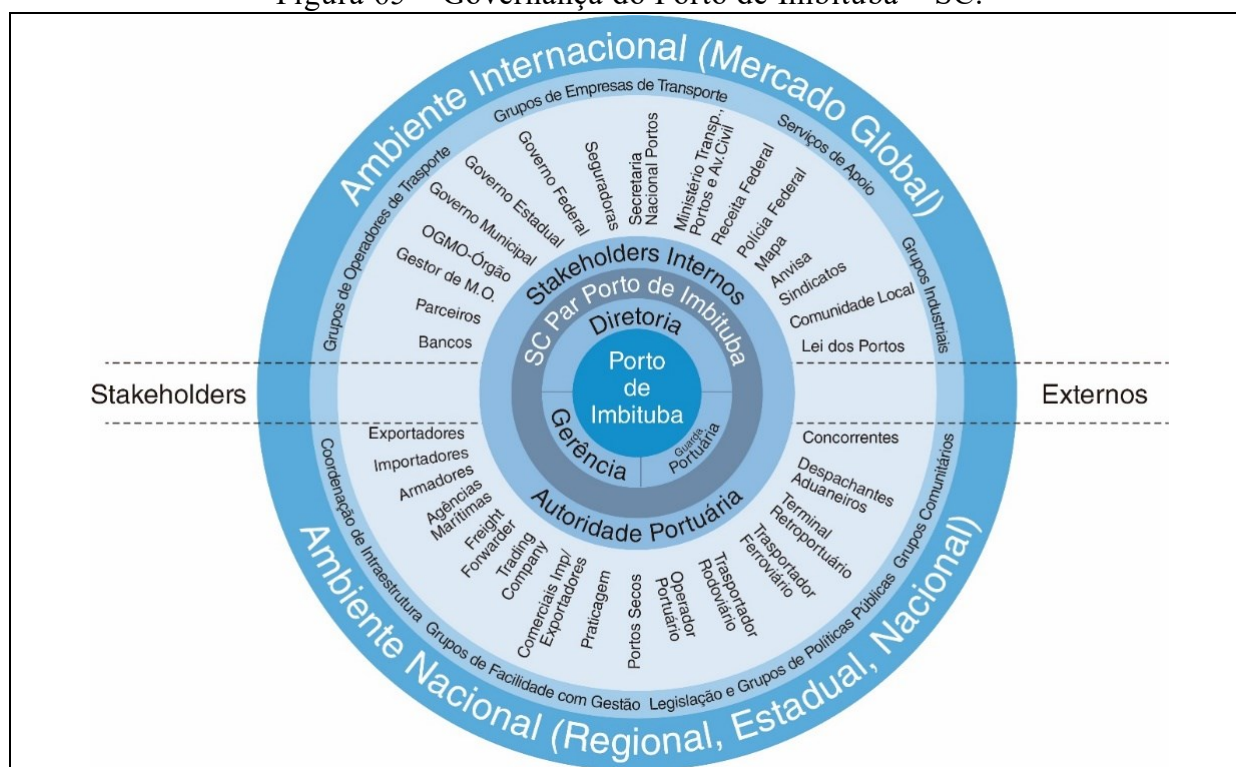 Figura 65 – Governança do Porto de Imbituba – SC.
Ambiente Internacional (Mercado Global)
Grupos de Operadores de Trasporte
Grupos de Empresas de Transporte
Serviços de Apoio
Grupos Industriais
Bancos
Parceiros
OGMO-Órgão
Gestor de M.O.
Governo Municipal
Governo Estadual
Governo Federal
Seguradoras
Secretaria
Nacional Portos
Ministério Transp.,
Portos e Av.Civil
Receita Federal
Polícia Federal
Mapa
Anvisa
Sindicatos
Comunidade Local
Lei dos Portos
Stakeholders Internos
SC Par Porto de Imbituba
Diretoria
Porto
de
Imbituba
Gerência
Guarda
Portuária
Autoridade Portuária
Stakeholders
Externos
Exportadores
Importadores
Armadores
Agências
Marítimas
Freight
Forwarder
Trading
Company
Comerciais Imp/
Exportadores
Praticagem
Portos Secos
Operador
Portuário
Trasportador
Rodoviário
Trasportador
Ferroviário
Terminal
Retroportuário
Despachantes
Aduaneiros
Concorrentes
Coordenação de Intraestrutura
Grupos de Facilidade com Gestão
Legislação e Grupos de Políticas Públicas
Grupos Comunitários
Ambiente Nacional (Regional, Estadual, Nacional)